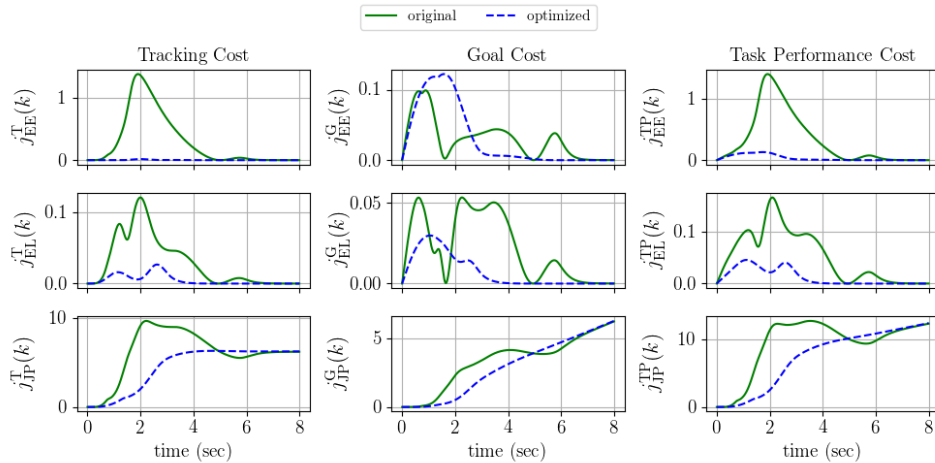 original optimized
Tracking Cost Goal Cost Task Performance Cost
j̇ᵀ_EE(k) 1 0
j̇ᴳ_EE(k) 0.1 0.0
j̇ᵀᴾ_EE(k) 1 0
j̇ᵀ_EL(k) 0.1 0.0
j̇ᴳ_EL(k) 0.05 0.00
j̇ᵀᴾ_EL(k) 0.1 0.0
j̇ᵀ_JP(k) 10 0
j̇ᴳ_JP(k) 5 0
j̇ᵀᴾ_JP(k) 10 0
0 2 4 6 8 0 2 4 6 8 0 2 4 6 8
time (sec) time (sec) time (sec)